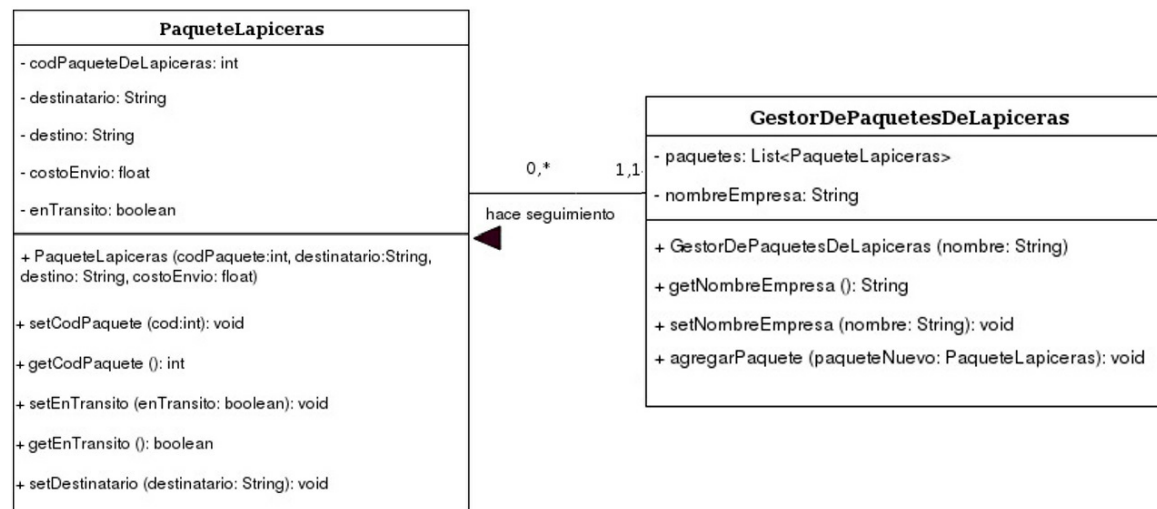 PaqueteLapiceras
- codPaqueteDeLapiceras: int
- destinatario: String
- destino: String
- costoEnvio: float
- enTransito: boolean
+ PaqueteLapiceras (codPaquete:int, destinatario:String,
destino: String, costoEnvio: float)
+ setCodPaquete (cod:int): void
+ getCodPaquete (): int
+ setEnTransito (enTransito: boolean): void
+ getEnTransito (): boolean
+ setDestinatario (destinatario: String): void
0,*
1,1
hace seguimiento
GestorDePaquetesDeLapiceras
- paquetes: List<PaqueteLapiceras>
- nombreEmpresa: String
+ GestorDePaquetesDeLapiceras (nombre: String)
+ getNombreEmpresa (): String
+ setNombreEmpresa (nombre: String): void
+ agregarPaquete (paqueteNuevo: PaqueteLapiceras): void